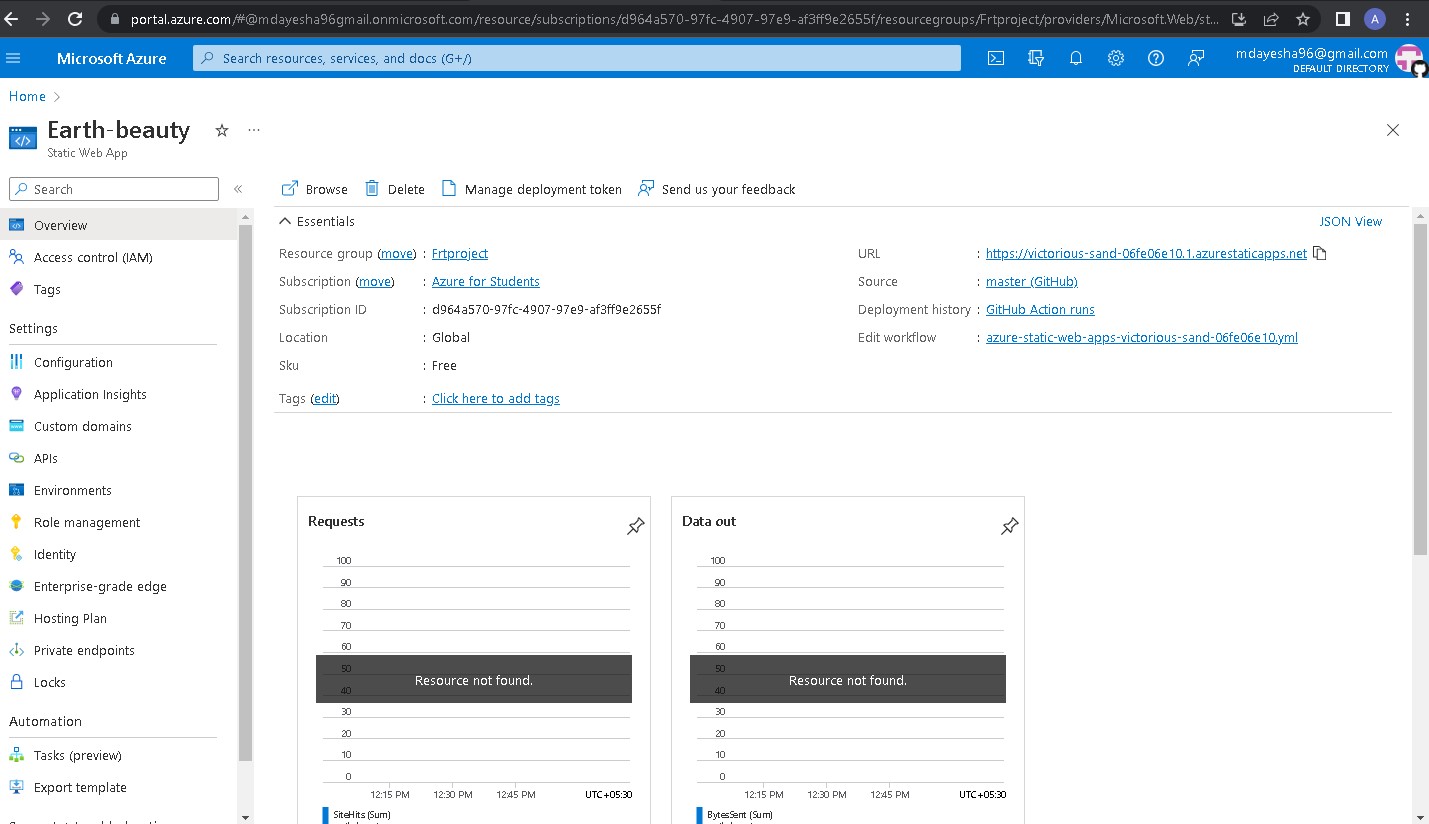 portal.azure.com/#@mdayesha96gmail.onmicrosoft.com/resource/subscriptions/d964a570-97fc-4907-97e9-af3ff9e2655f/resourcegroups/Frtproject/providers/Microsoft.Web/st...
A
Microsoft Azure
Search resources, services, and docs (G+/)
mdayesha96@gmail.com
DEFAULT DIRECTORY
Home
Earth-beauty
Static Web App
Search
Overview
Access control (IAM)
Tags
Settings
Configuration
Application Insights
Custom domains
APIs
Environments
Role management
Identity
Enterprise-grade edge
Hosting Plan
Private endpoints
Locks
Automation
Tasks (preview)
Export template
Browse Delete Manage deployment token Send us your feedback
Essentials JSON View
Resource group (move) : Frtproject
Subscription (move) : Azure for Students
Subscription ID : d964a570-97fc-4907-97e9-af3ff9e2655f
Location : Global
Sku : Free
Tags (edit) : Click here to add tags
URL : https://victorious-sand-06fe06e10.1.azurestaticapps.net
Source : master (GitHub)
Deployment history : GitHub Action runs
Edit workflow : azure-static-web-apps-victorious-sand-06fe06e10.yml
Requests
100
90
80
70
60
50
Resource not found.
40
30
20
10
0
12:15 PM 12:30 PM 12:45 PM UTC+05:30
SiteHits (Sum)
Data out
100
90
80
70
60
50
Resource not found.
40
30
20
10
0
12:15 PM 12:30 PM 12:45 PM UTC+05:30
BytesSent (Sum)